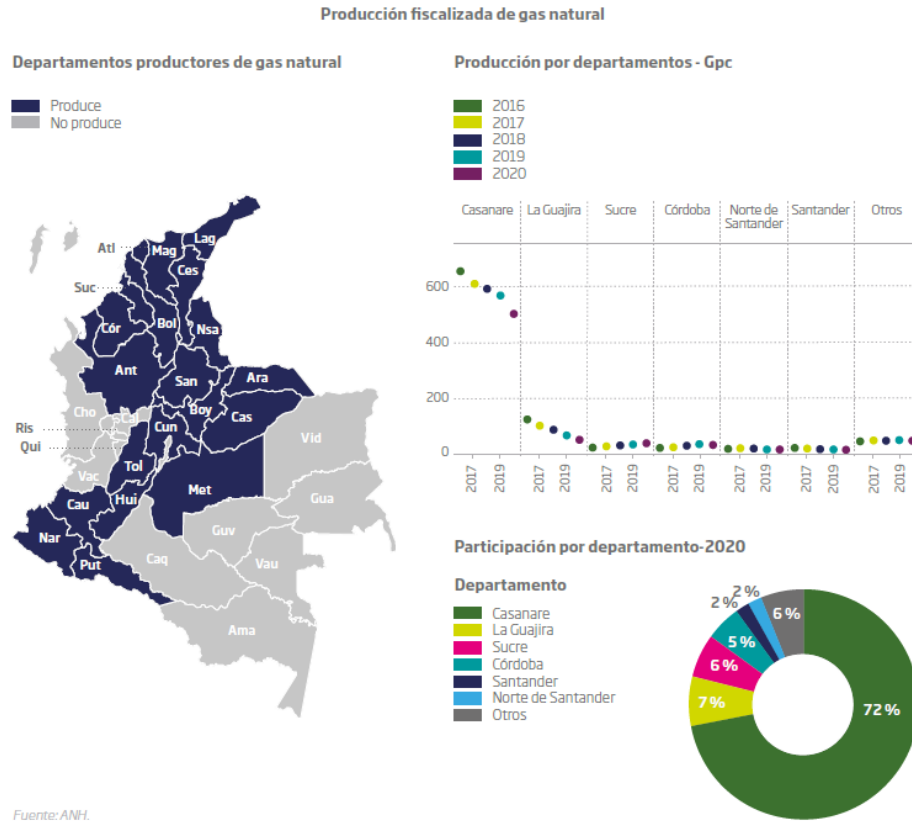 Producción fiscalizada de gas natural
Departamentos productores de gas natural
Produce
No produce
Atl
Mag
Lag
Ces
Suc
Cór
Bol
Nsa
Ant
San
Ara
Boy
Cas
Cho
Cal
Ris
Cun
Qui
Tol
Vid
Vac
Met
Hui
Cau
Gua
Guv
Nar
Put
Caq
Vau
Ama
Fuente: ANH.
Producción por departamentos - Gpc
2016
2017
2018
2019
2020
Casanare La Guajira Sucre Córdoba Norte de Santander Santander Otros
600
400
200
0
2017 2019 2017 2019 2017 2019 2017 2019 2017 2019 2017 2019 2017 2019
Participación por departamento-2020
Departamento
Casanare
La Guajira
Sucre
Córdoba
Santander
Norte de Santander
Otros
2 %
2 %
6 %
5 %
6 %
7 %
72 %